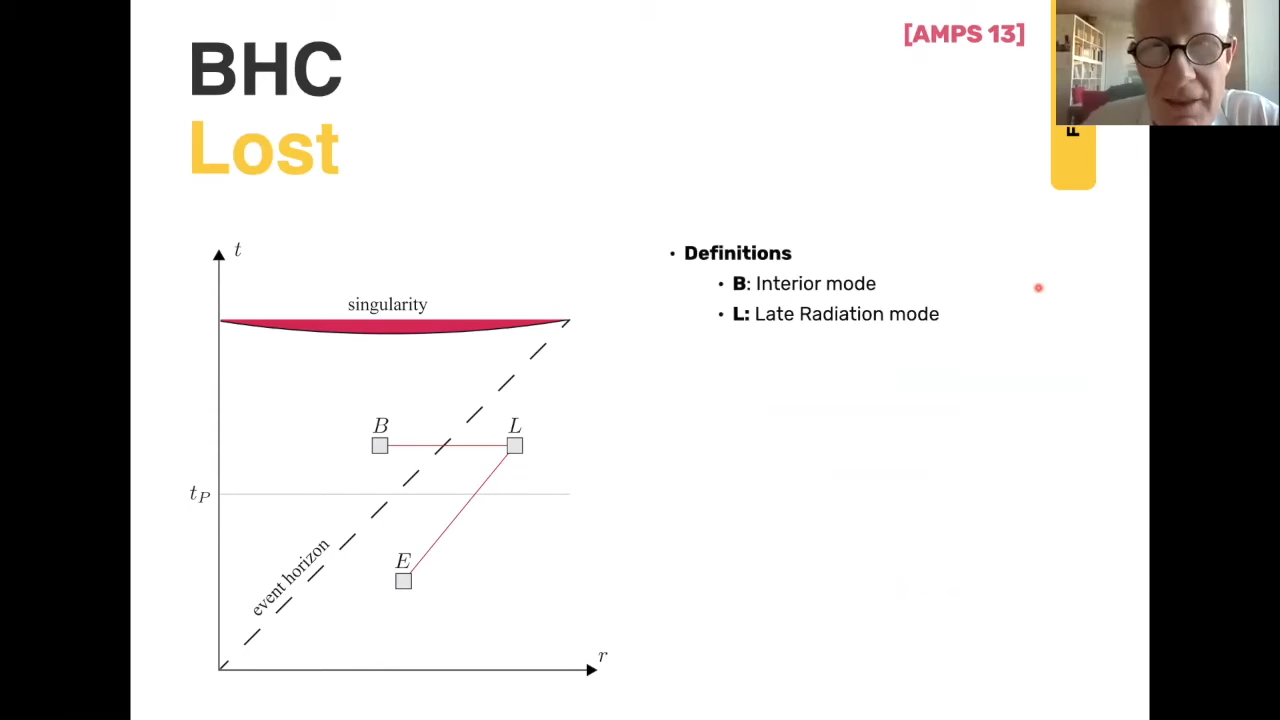 BHC
Lost
[AMPS 13]
F
t
singularity
B
L
t_P
E
event horizon
r
• Definitions
• B: Interior mode
• L: Late Radiation mode